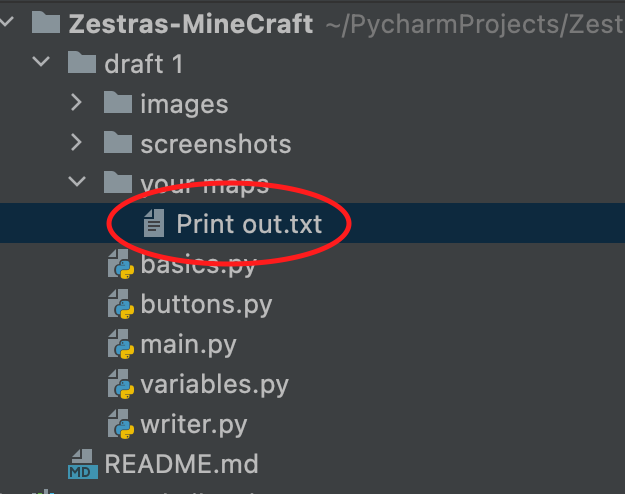 Zestras-MineCraft ~/PycharmProjects/Zest
draft 1
images
screenshots
your maps
Print out.txt
basics.py
buttons.py
main.py
variables.py
writer.py
MD README.md